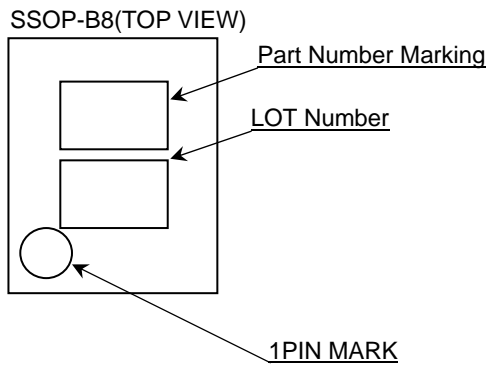 SSOP-B8(TOP VIEW)
Part Number Marking
LOT Number
1PIN MARK